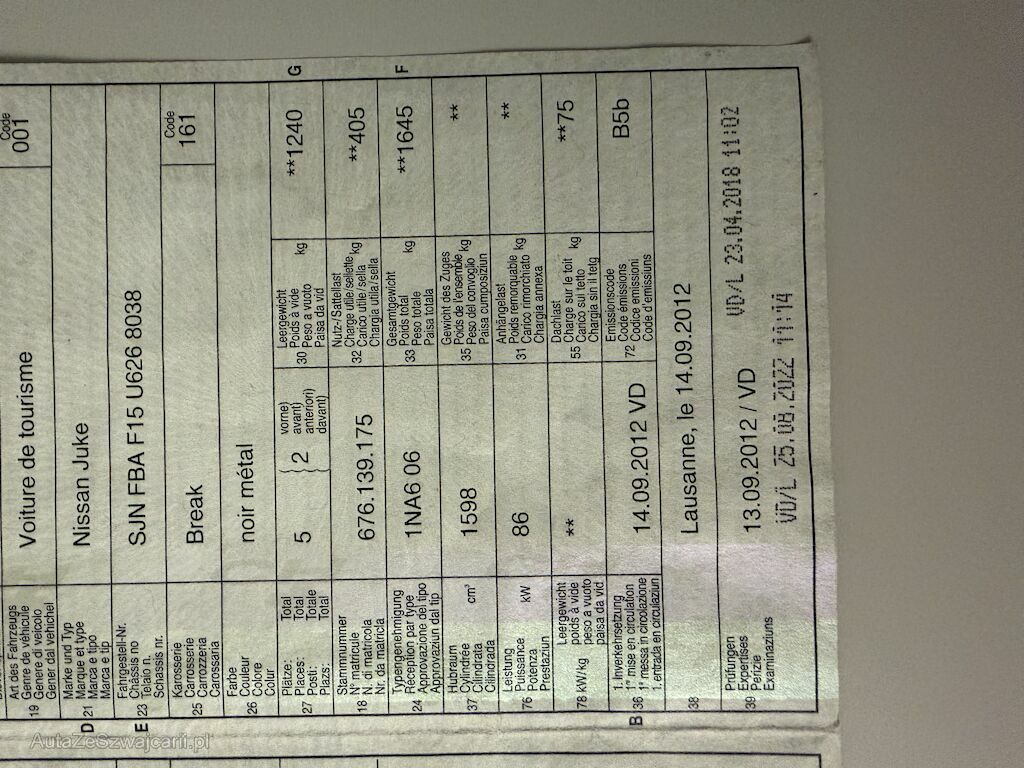 Art des Fahrzeugs
Genre de véhicule
Genere di veicolo
Gener dal vehichel
19
Voiture de tourisme
Code
001
D 21
Marke und Typ
Marque et type
Marca e tipo
Marca e tip
Nissan Juke
E 23
Fahrgestell-Nr.
Châssis no
Telaio n.
Schassis nr.
SJN FBA F15 U626 8038
25
Karosserie
Carrosserie
Carrozzeria
Carossaria
Break
Code
161
26
Farbe
Couleur
Colore
Colur
noir métal
27
Plätze: Total
Places: Total
Posti: Totale
Plazs: Total
5
2
vorne)
avant)
anteriori)
davant)
30
Leergewicht
Poids à vide
Peso a vuoto
Paisa da vid
kg
**1240
G
18
Stammnummer
N° matricule
N. di matricola
Nr. da matricla
676.139.175
32
Nutz-/Sattellast
Charge utile/sellette
Carico utile/sella
Chargia utila/sella
kg
**405
24
Typengenehmigung
Réception par type
Approvazione del tipo
Approvaziun dal tip
1NA6 06
33
Gesamtgewicht
Poids total
Peso totale
Paisa totala
kg
**1645
F
37
Hubraum
Cylindrée
Cilindrata
Cilindrada
cm³
1598
35
Gewicht des Zuges
Poids de l'ensemble
Peso del convoglio
Paisa cumposiziun
kg
**
76
Leistung
Puissance
Potenza
Prestaziun
kW
86
31
Anhängelast
Poids remorquable
Carico rimorchiato
Chargia annexa
kg
**
78 kW/kg
Leergewicht
poids à vide
peso a vuoto
paisa da vid
**
55
Dachlast
Charge sur le toit
Carico sul tetto
Chargia sin il tetg
kg
**75
B 36
1. Inverkehrsetzung
1re mise en circulation
1a messa in circolazione
1. entrada en circulaziun
14.09.2012 VD
72
Emissionscode
Code émissions
Codice emissioni
Code d'emissiuns
B5b
38
Lausanne, le 14.09.2012
39
Prüfungen
Expertises
Perizie
Examinaziuns
13.09.2012 / VD
VD/L 23.04.2018 11:02
VD/L 25.08.2022 11:14
AutaZeSzwajcarii.pl